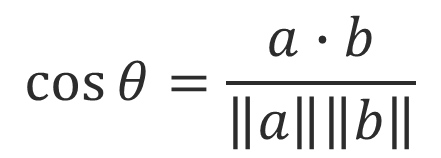 cos θ = a · b / ‖a‖ ‖b‖